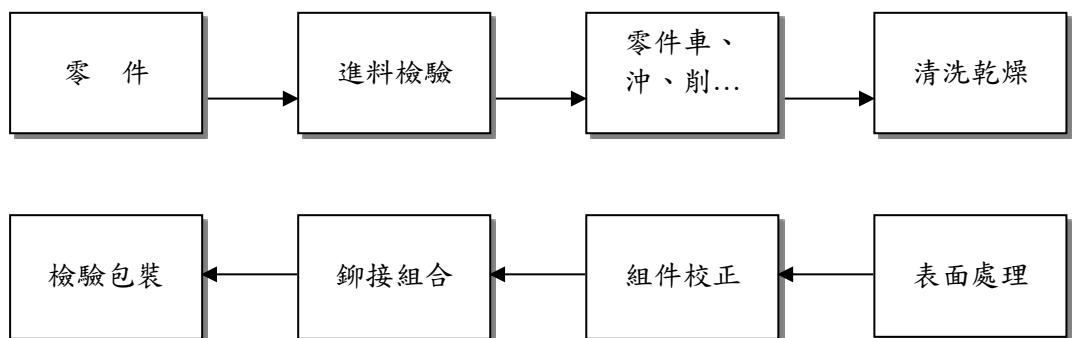 零 件
進料檢驗
零件車、
沖、削…
清洗乾燥
檢驗包裝
鉚接組合
組件校正
表面處理